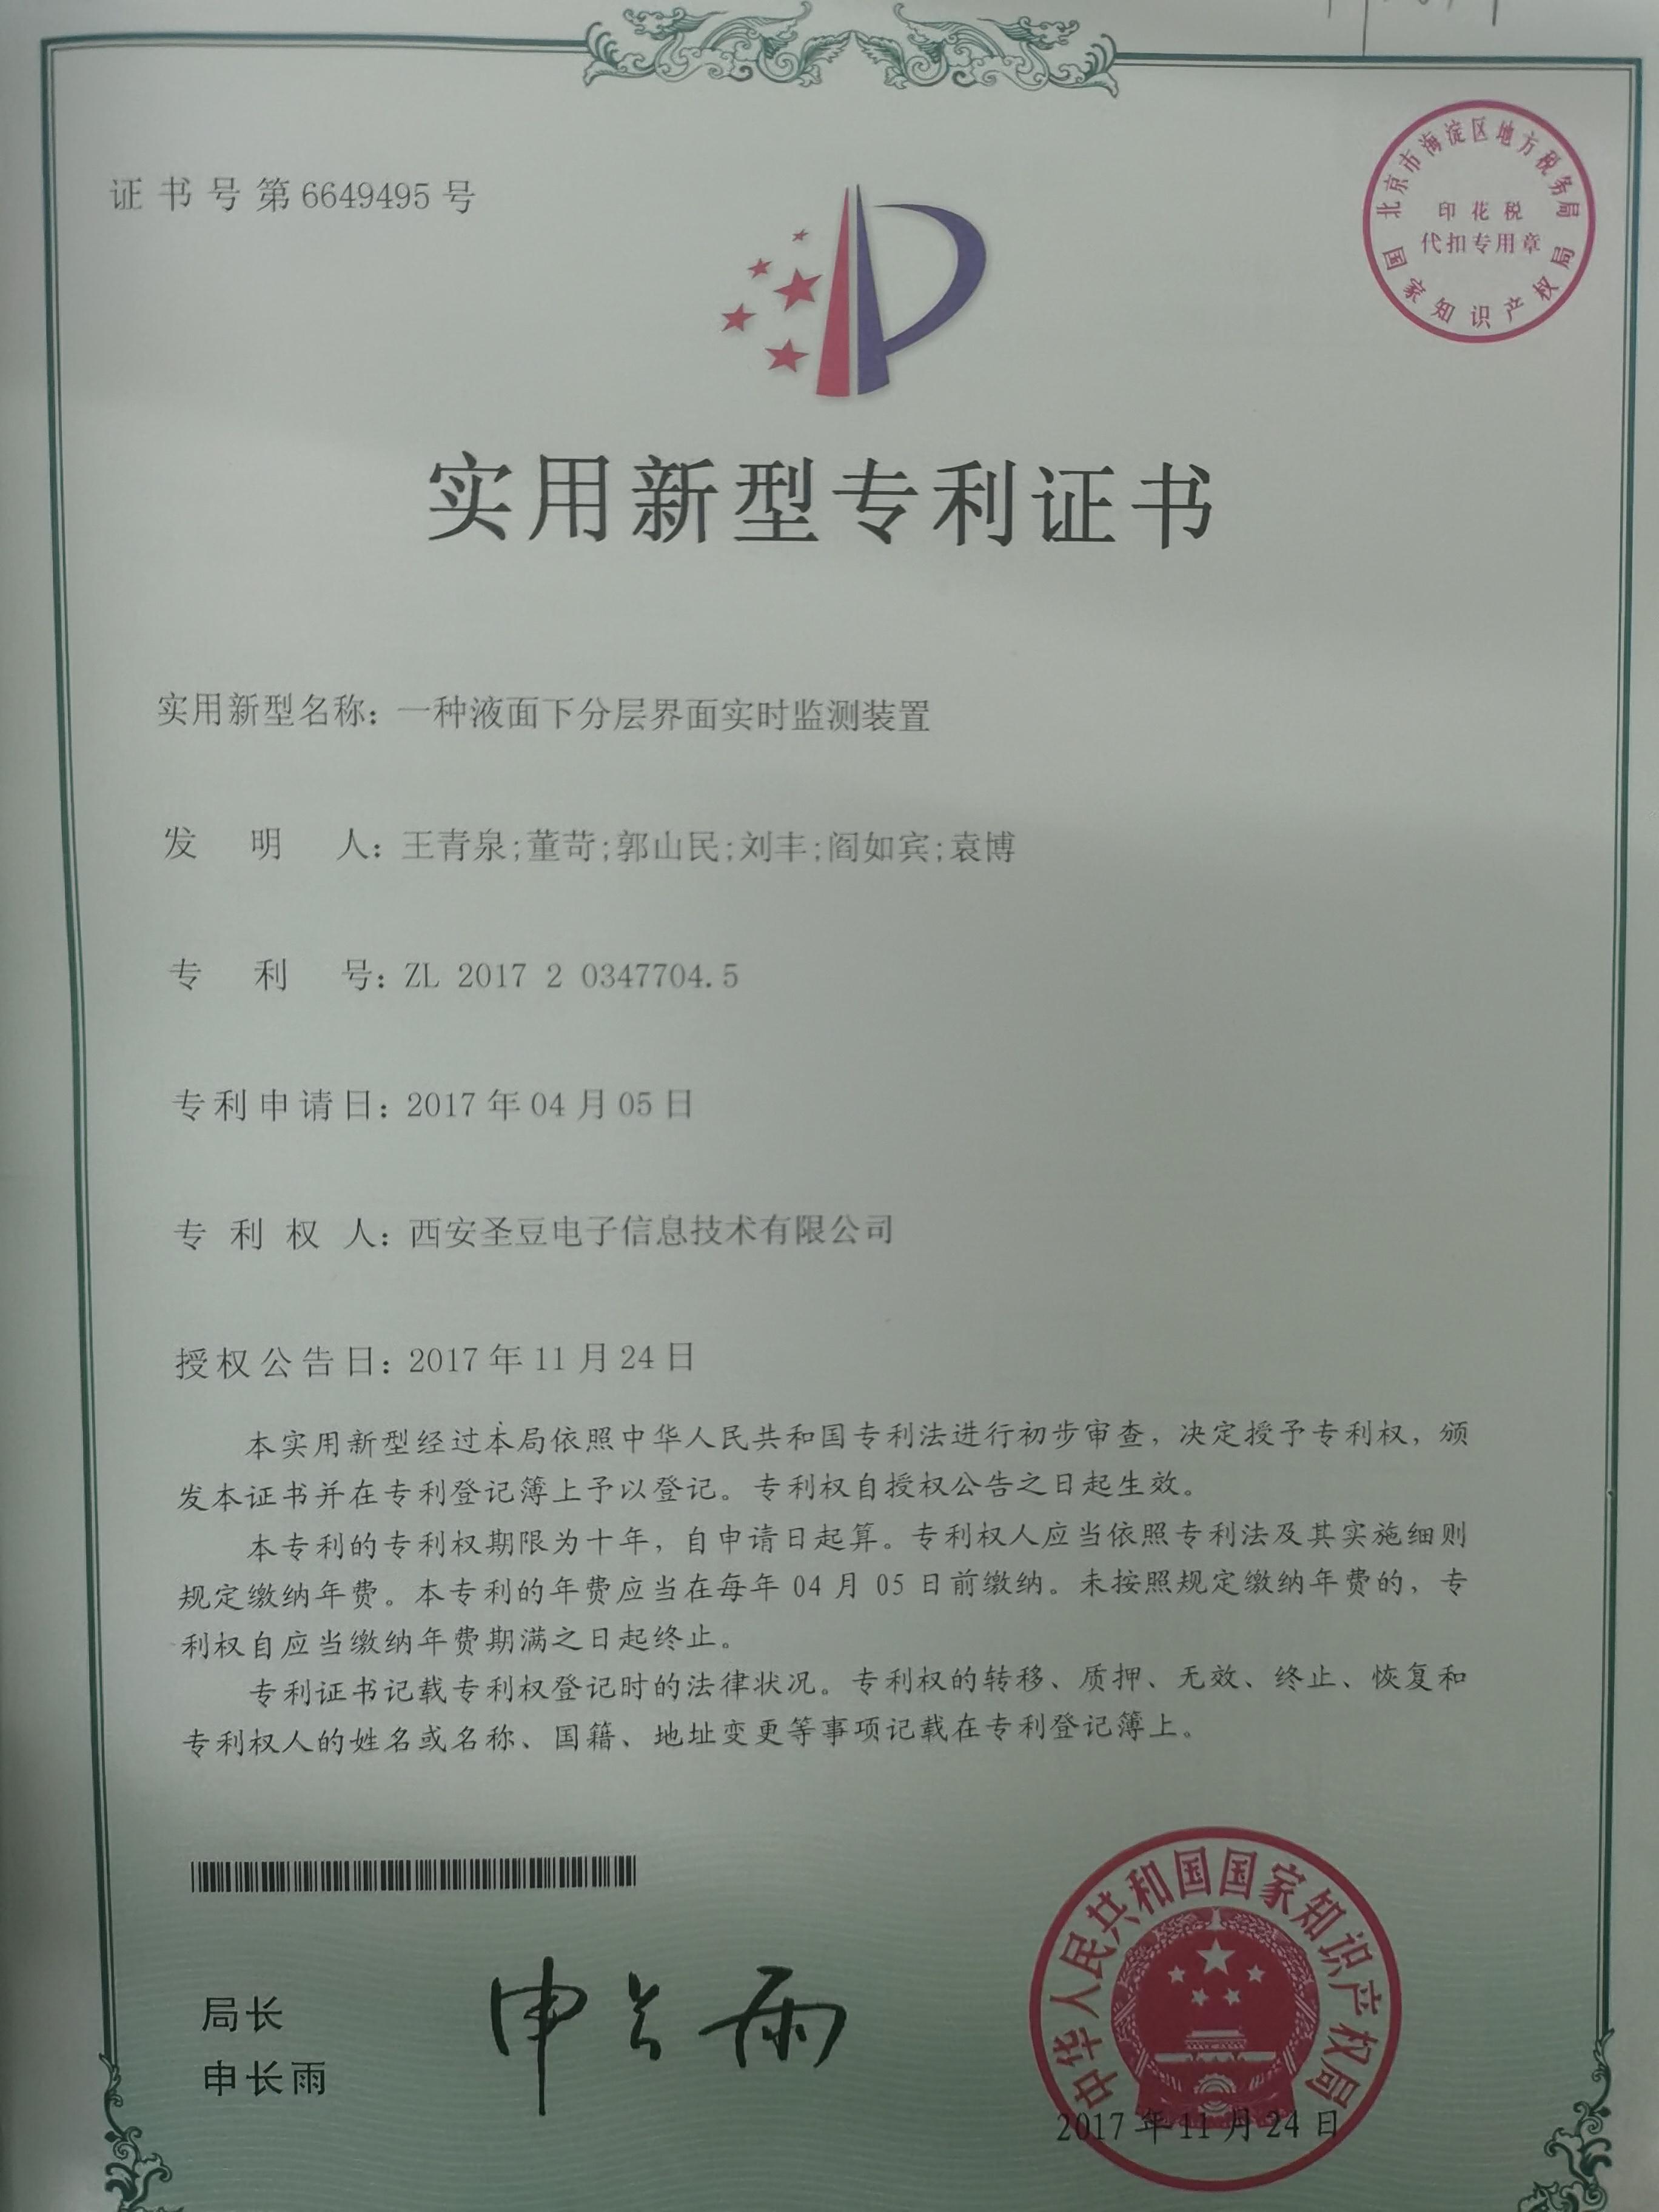 证书号第6649495号
北京市海淀区地方税务局
印花税
代扣专用章
国家知识产权局
实用新型专利证书
实用新型名称：一种液面下分层界面实时监测装置
发明人：王青泉;董苛;郭山民;刘丰;阎如宾;袁博
专利号：ZL 2017 2 0347704.5
专利申请日：2017年04月05日
专利权人：西安圣豆电子信息技术有限公司
授权公告日：2017年11月24日
本实用新型经过本局依照中华人民共和国专利法进行初步审查，决定授予专利权，颁
发本证书并在专利登记簿上予以登记。专利权自授权公告之日起生效。
本专利的专利权期限为十年，自申请日起算。专利权人应当依照专利法及其实施细则
规定缴纳年费。本专利的年费应当在每年 04 月 05 日前缴纳。未按照规定缴纳年费的，专
利权自应当缴纳年费期满之日起终止。
专利证书记载专利权登记时的法律状况。专利权的转移、质押、无效、终止、恢复和
专利权人的姓名或名称、国籍、地址变更等事项记载在专利登记簿上。
局长
申长雨
申长雨
中华人民共和国国家知识产权局
2017年11月24日